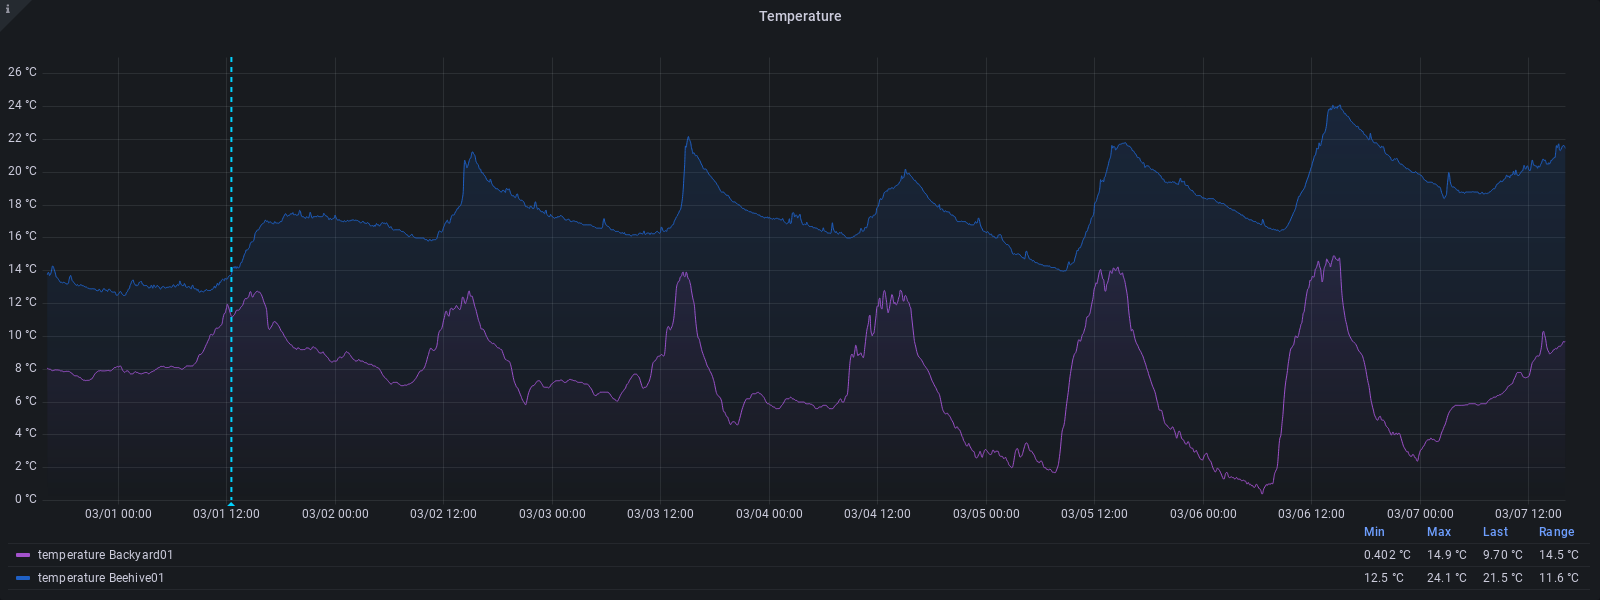 i
Temperature
26 °C
24 °C
22 °C
20 °C
18 °C
16 °C
14 °C
12 °C
10 °C
8 °C
6 °C
4 °C
2 °C
0 °C
03/01 00:00 03/01 12:00 03/02 00:00 03/02 12:00 03/03 00:00 03/03 12:00 03/04 00:00 03/04 12:00 03/05 00:00 03/05 12:00 03/06 00:00 03/06 12:00 03/07 00:00 03/07 12:00
Min Max Last Range
temperature Backyard01 0.402 °C 14.9 °C 9.70 °C 14.5 °C
temperature Beehive01 12.5 °C 24.1 °C 21.5 °C 11.6 °C